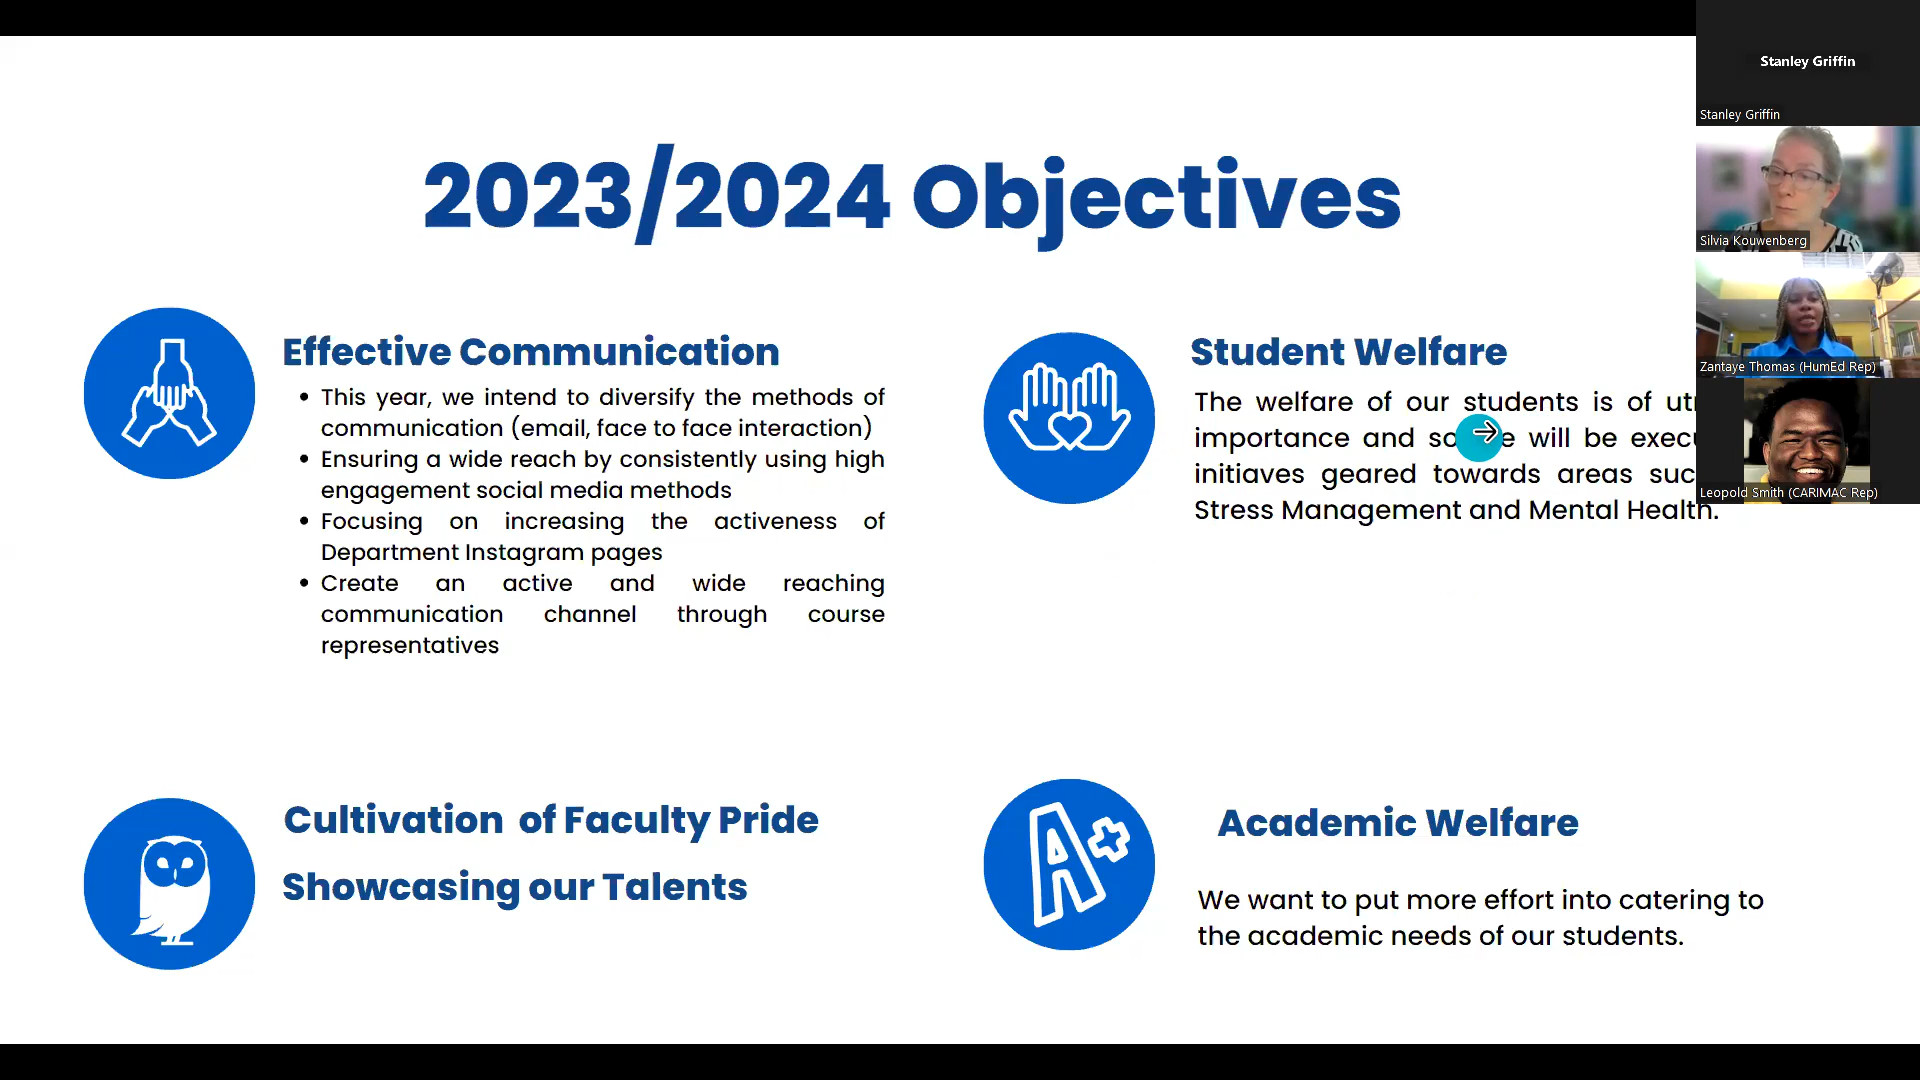 2023/2024 Objectives
Effective Communication
This year, we intend to diversify the methods of
communication (email, face to face interaction)
Ensuring a wide reach by consistently using high
engagement social media methods
Focusing on increasing the activeness of
Department Instagram pages
Create an active and wide reaching
communication channel through course
representatives
Student Welfare
The welfare of our students is of
importance and will be
initiaves geared towards areas
Stress Management and Mental Health.
Cultivation of Faculty Pride
Showcasing our Talents
A+
Academic Welfare
We want to put more effort into catering to
the academic needs of our students.
Stanley Griffin
Stanley Griffin
Silvia Kouwenberg
Zantaye Thomas (HumEd Rep)
Leopold Smith (CARIMAC Rep)